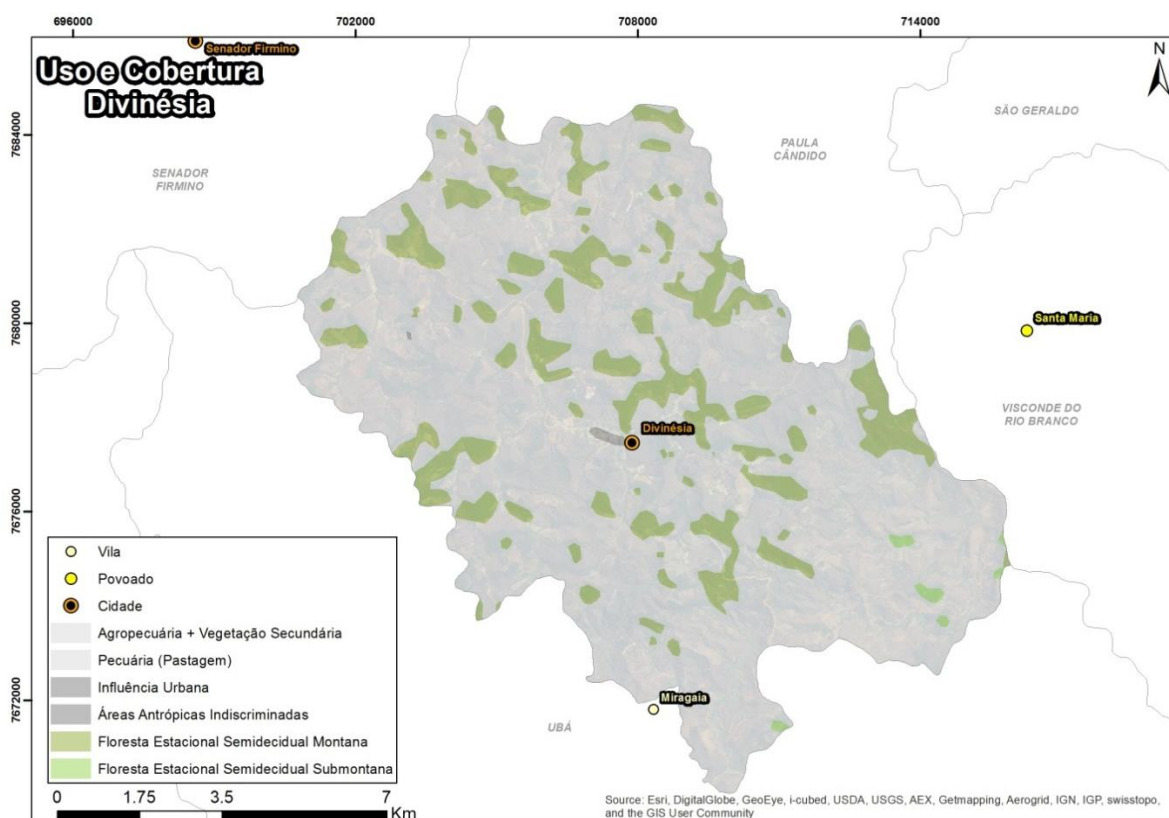 696000
702000
708000
714000
Senador Firmino
Uso e Cobertura
Divinésia
N
7684000
7680000
7676000
7672000
SENADOR
FIRMINO
PAULA
CÂNDIDO
SÃO GERALDO
Santa Maria
VISCONDE DO
RIO BRANCO
Divinésia
Miragaia
UBÁ
Vila
Povoado
Cidade
Agropecuária + Vegetação Secundária
Pecuária (Pastagem)
Influência Urbana
Áreas Antrópicas Indiscriminadas
Floresta Estacional Semidecidual Montana
Floresta Estacional Semidecidual Submontana
0 1.75 3.5 7
Km
Source: Esri, DigitalGlobe, GeoEye, i-cubed, USDA, USGS, AEX, Getmapping, Aerogrid, IGN, IGP, swisstopo,
and the GIS User Community